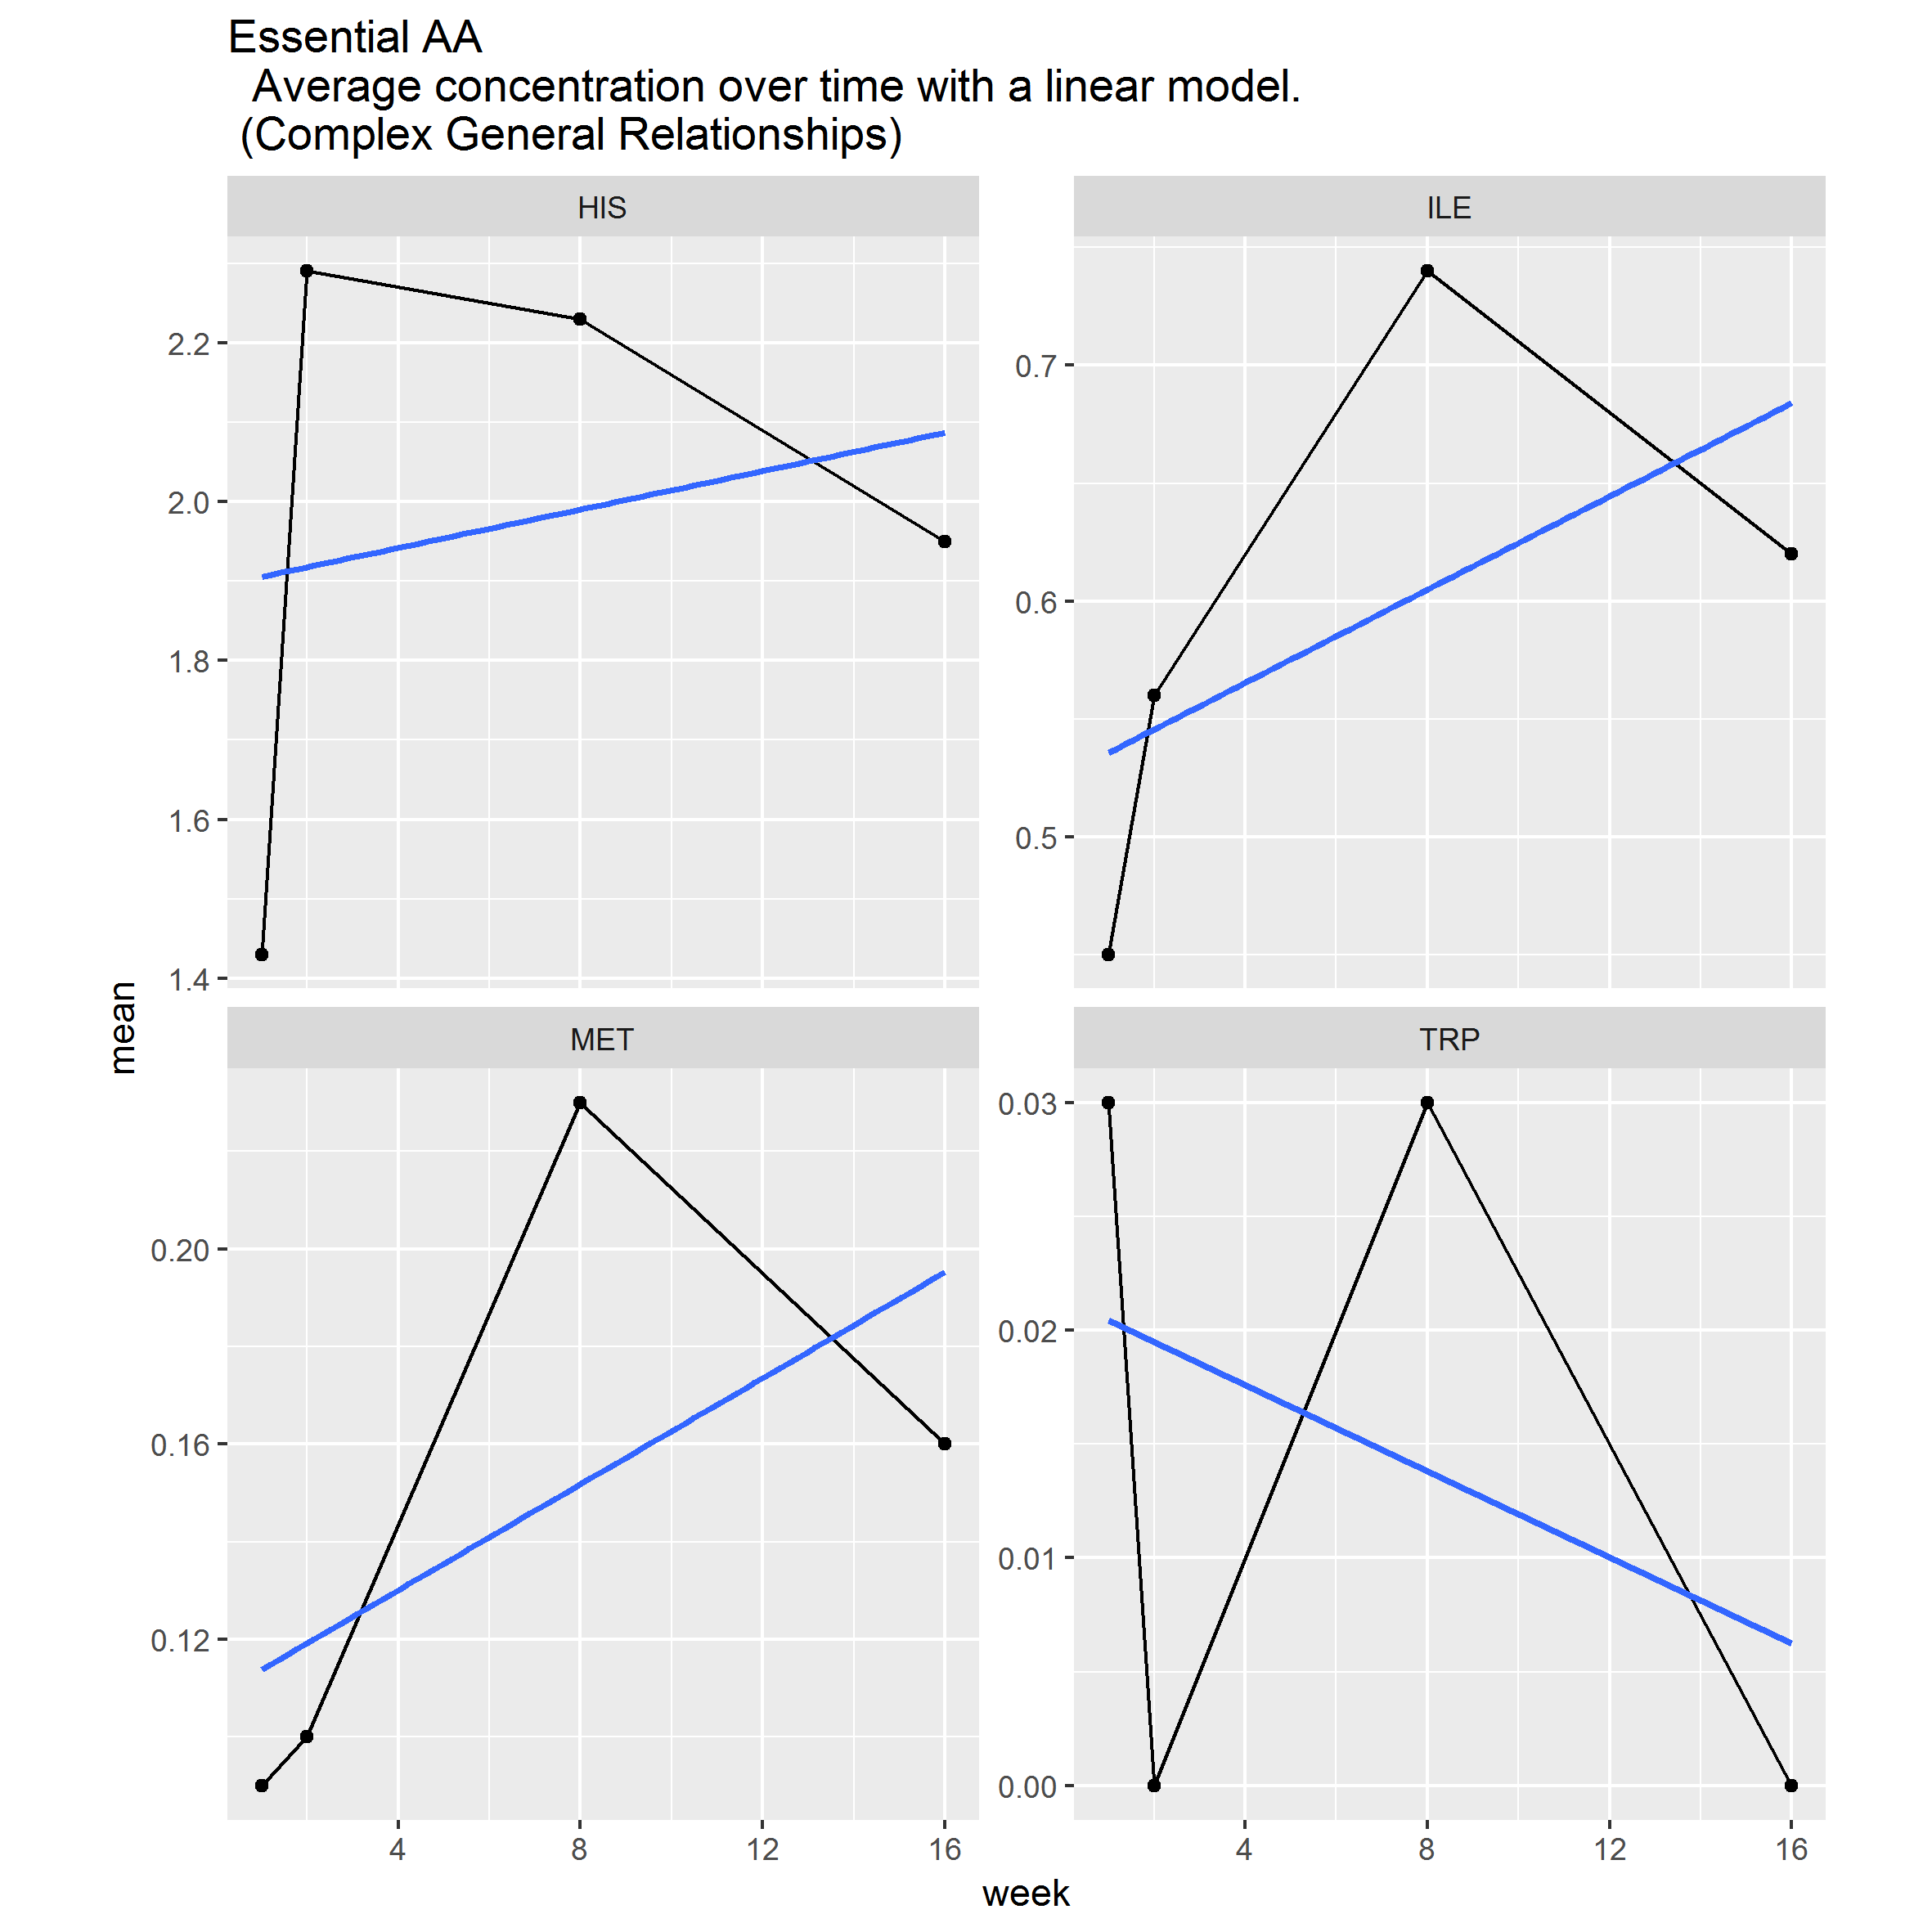 Essential AA
Average concentration over time with a linear model.
(Complex General Relationships)
HIS
ILE
2.2
2.0
1.8
1.6
1.4
0.7
0.6
0.5
MET
TRP
0.20
0.16
0.12
0.03
0.02
0.01
0.00
mean
4 8 12 16
4 8 12 16
week